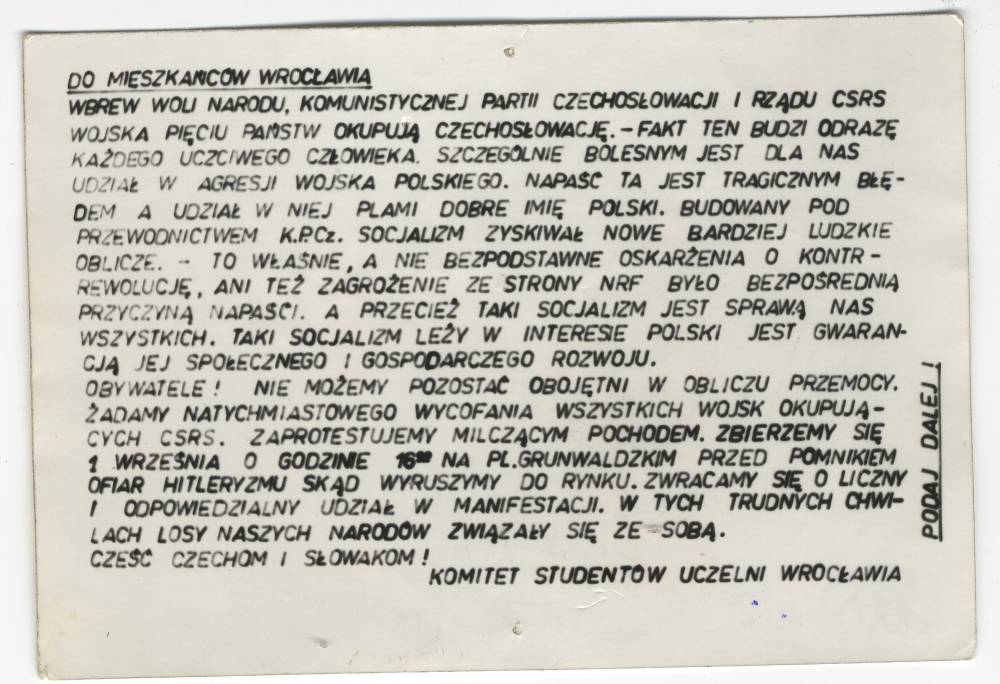 DO MIESZKAŃCÓW WROCŁAWIA
WBREW WOLI NARODU, KOMUNISTYCZNEJ PARTII CZECHOSŁOWACJI I RZĄDU CSRS
WOJSKA PIĘCIU PAŃSTW OKUPUJĄ CZECHOSŁOWACJĘ. - FAKT TEN BUDZI ODRAZĘ
KAŻDEGO UCZCIWEGO CZŁOWIEKA. SZCZEGÓLNIE BOLESNYM JEST DLA NAS
UDZIAŁ W AGRESJI WOJSKA POLSKIEGO. NAPAŚĆ TA JEST TRAGICZNYM BŁĘ-
DEM A UDZIAŁ W NIEJ PLAMI DOBRE IMIĘ POLSKI. BUDOWANY POD
PRZEWODNICTWEM K.P.Cz. SOCJALIZM ZYSKIWAŁ NOWE BARDZIEJ LUDZKIE
OBLICZE. - TO WŁAŚNIE, A NIE BEZPODSTAWNE OSKARŻENIA O KONTR-
REWOLUCJĘ, ANI TEŻ ZAGROŻENIE ZE STRONY NRF BYŁO BEZPOŚREDNIĄ
PRZYCZYNĄ NAPAŚCI. A PRZECIEŻ TAKI SOCJALIZM JEST SPRAWĄ NAS
WSZYSTKICH. TAKI SOCJALIZM LEŻY W INTERESIE POLSKI JEST GWARAN-
CJĄ JEJ SPOŁECZNEGO I GOSPODARCZEGO ROZWOJU.
OBYWATELE! NIE MOŻEMY POZOSTAĆ OBOJĘTNI W OBLICZU PRZEMOCY.
ŻĄDAMY NATYCHMIASTOWEGO WYCOFANIA WSZYSTKICH WOJSK OKUPUJĄ-
CYCH CSRS. ZAPROTESTUJEMY MILCZĄCYM POCHODEM. ZBIERZEMY SIĘ
1 WRZEŚNIA O GODZINIE 16⁰⁰ NA PL. GRUNWALDZKIM PRZED POMNIKIEM
OFIAR HITLERYZMU SKĄD WYRUSZYMY DO RYNKU. ZWRACAMY SIĘ O LICZNY
I ODPOWIEDZIALNY UDZIAŁ W MANIFESTACJI. W TYCH TRUDNYCH CHWI-
LACH LOSY NASZYCH NARODÓW ZWIĄZAŁY SIĘ ZE SOBĄ.
CZEŚĆ CZECHOM I SŁOWAKOM!
KOMITET STUDENTÓW UCZELNI WROCŁAWIA
PODAJ DALEJ!